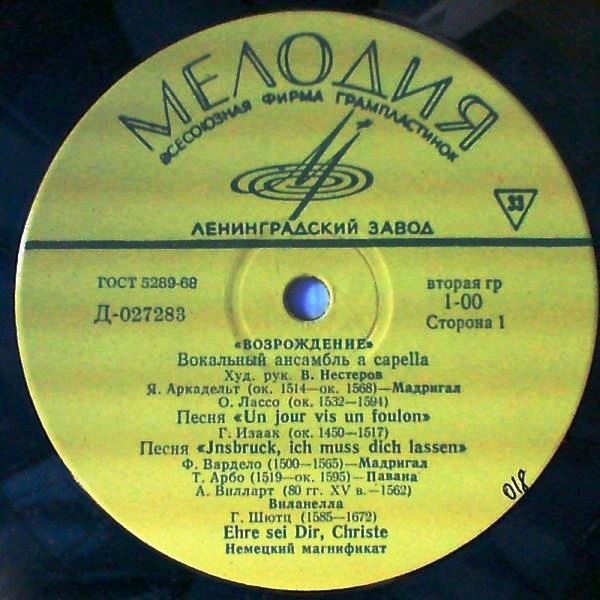 МЕЛОДИЯ
ВСЕСОЮЗНАЯ ФИРМА ГРАМПЛАСТИНОК
33
ЛЕНИНГРАДСКИЙ ЗАВОД
ГОСТ 5289-68
Д-027283
вторая гр
1-00
Сторона 1
«ВОЗРОЖДЕНИЕ»
Вокальный ансамбль a capella
Худ. рук. В. Нестеров
Я. Аркадельт (ок. 1514—ок. 1568)—Мадригал
О. Лассо (ок. 1532—1594)
Песня «Un jour vis un foulon»
Г. Изаак (ок. 1450—1517)
Песня «Jnsbruck, ich muss dich lassen»
Ф. Вардело (1500—1565)—Мадригал
Т. Арбо (1519—ок. 1595)—Павана
А. Вилларт (80 гг. XV в.—1562)
Виланелла
Г. Шютц (1585—1672)
Ehre sei Dir, Christe
Немецкий магнификат
018